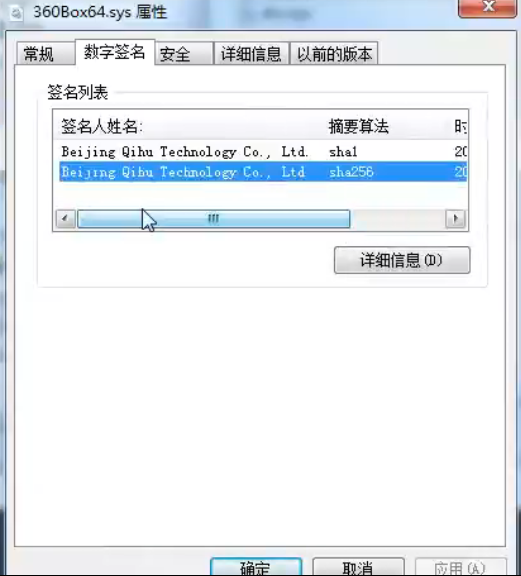 360Box64.sys 属性
常规 数字签名 安全 详细信息 以前的版本
签名列表
签名人姓名: 摘要算法
Beijing Qihu Technology Co., Ltd. sha1 20
Beijing Qihu Technology Co., Ltd sha256 20
详细信息(D)
确定 取消 应用(A)